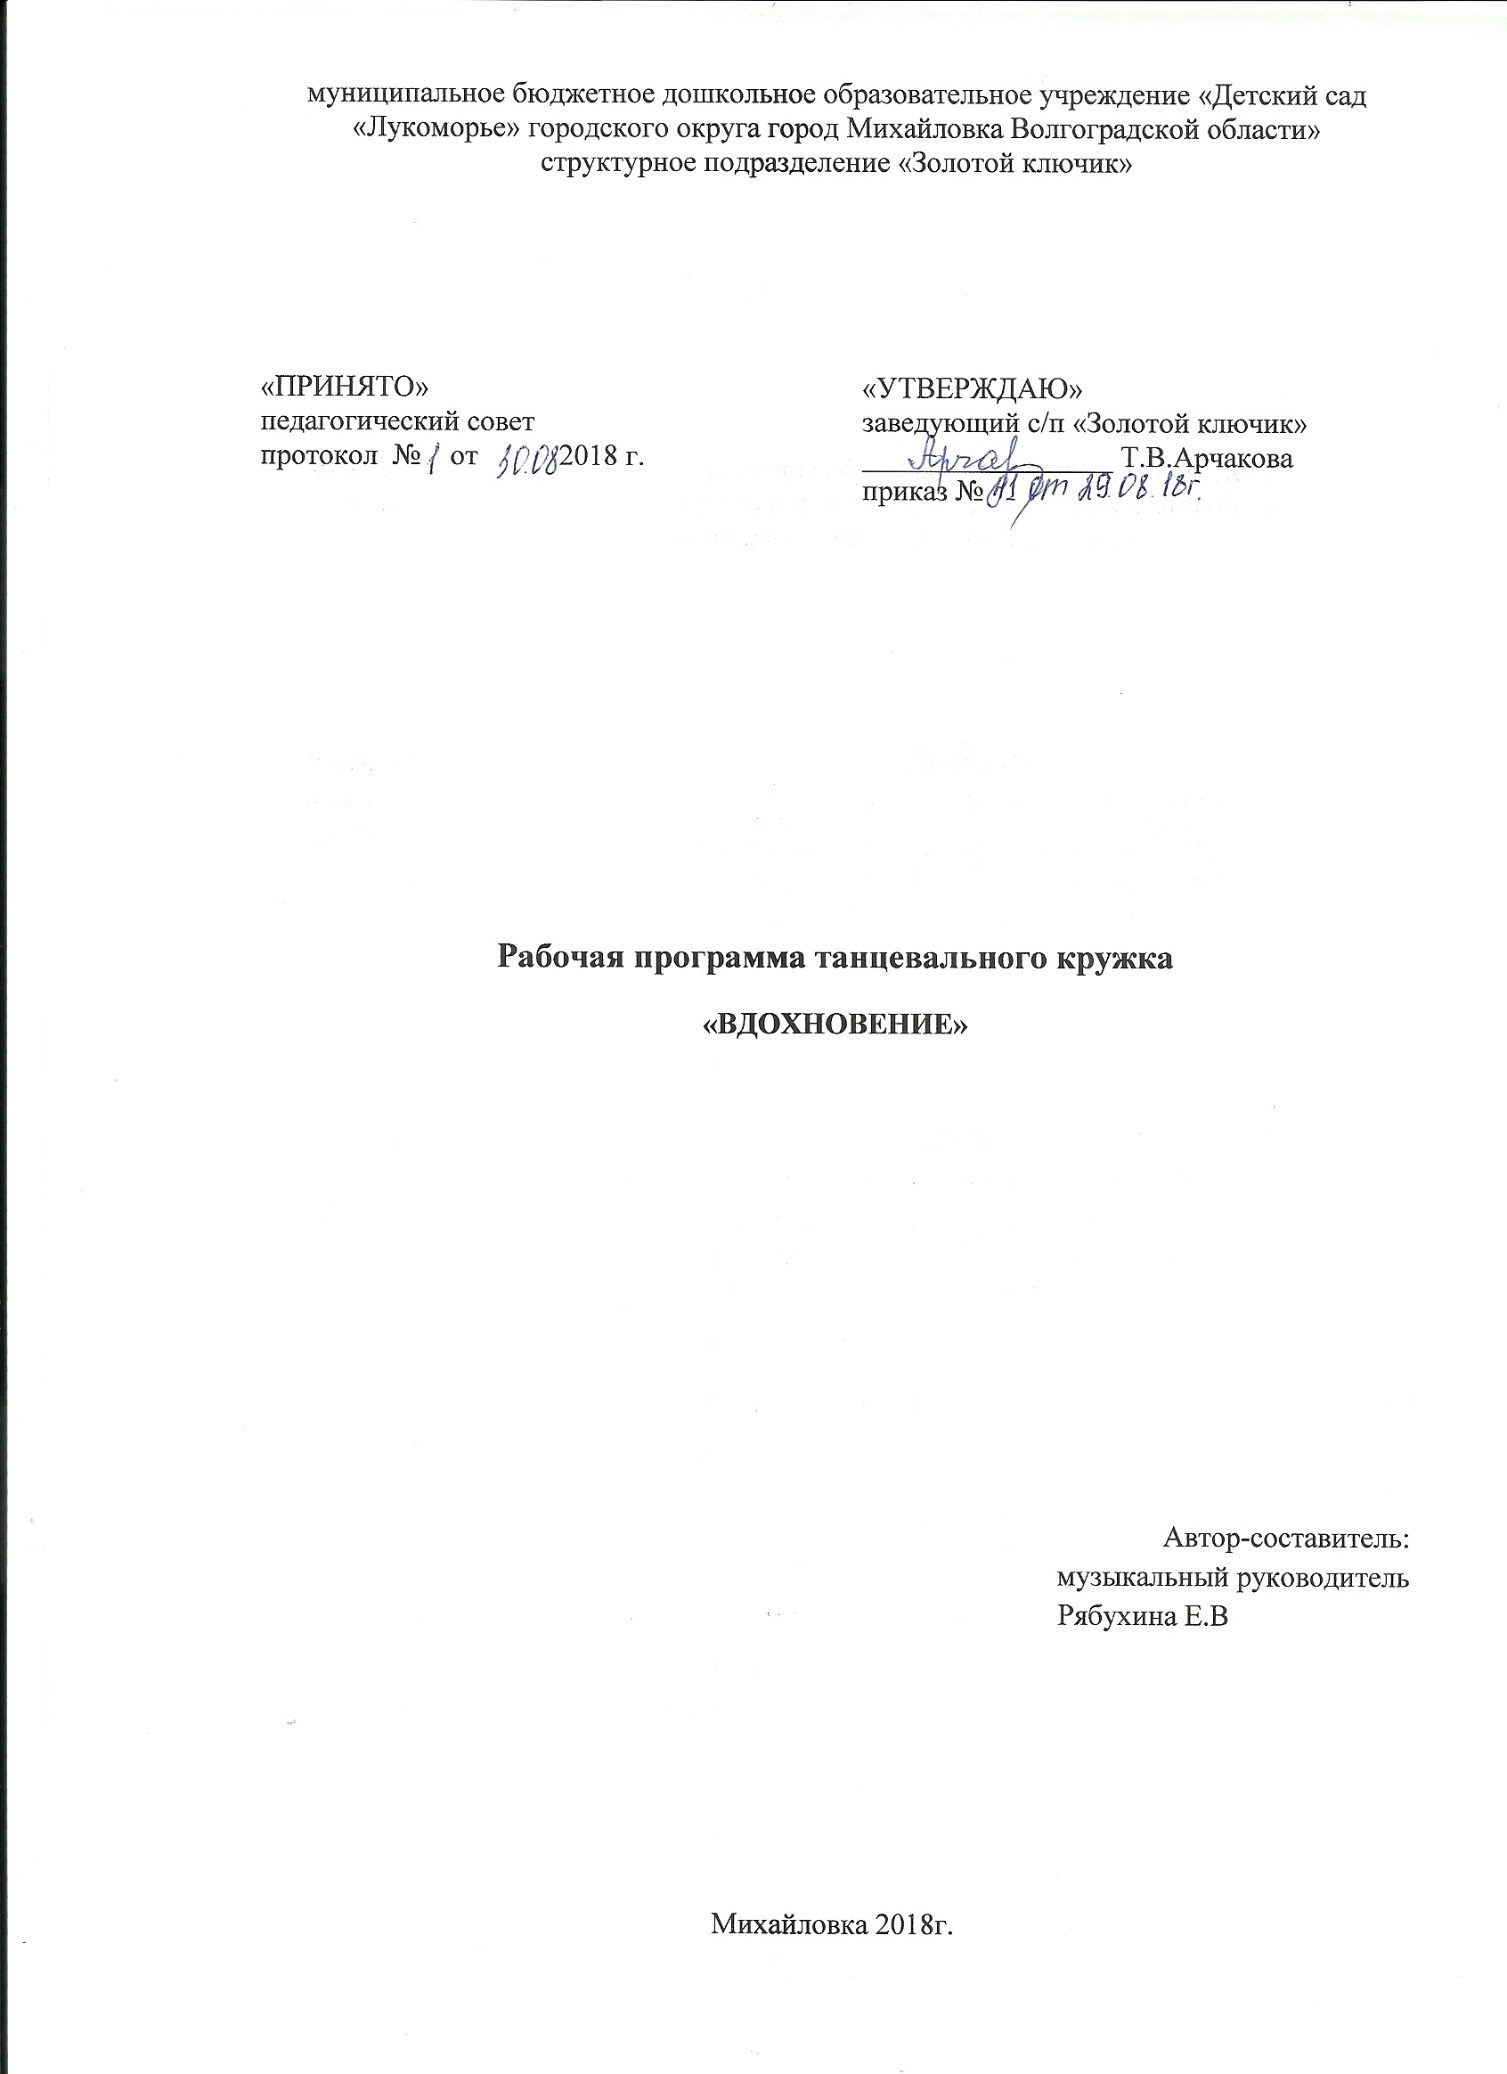 муниципальное бюджетное дошкольное образовательное учреждение «Детский сад
«Лукоморье» городского округа город Михайловка Волгоградской области»
структурное подразделение «Золотой ключик»
«ПРИНЯТО»
педагогический совет
протокол № 1 от 30.08 2018 г.
«УТВЕРЖДАЮ»
заведующий с/п «Золотой ключик»
Т.В.Арчакова
приказ № от 29.08.18г.
Рабочая программа танцевального кружка
«ВДОХНОВЕНИЕ»
Автор-составитель:
музыкальный руководитель
Рябухина Е.В
Михайловка 2018г.